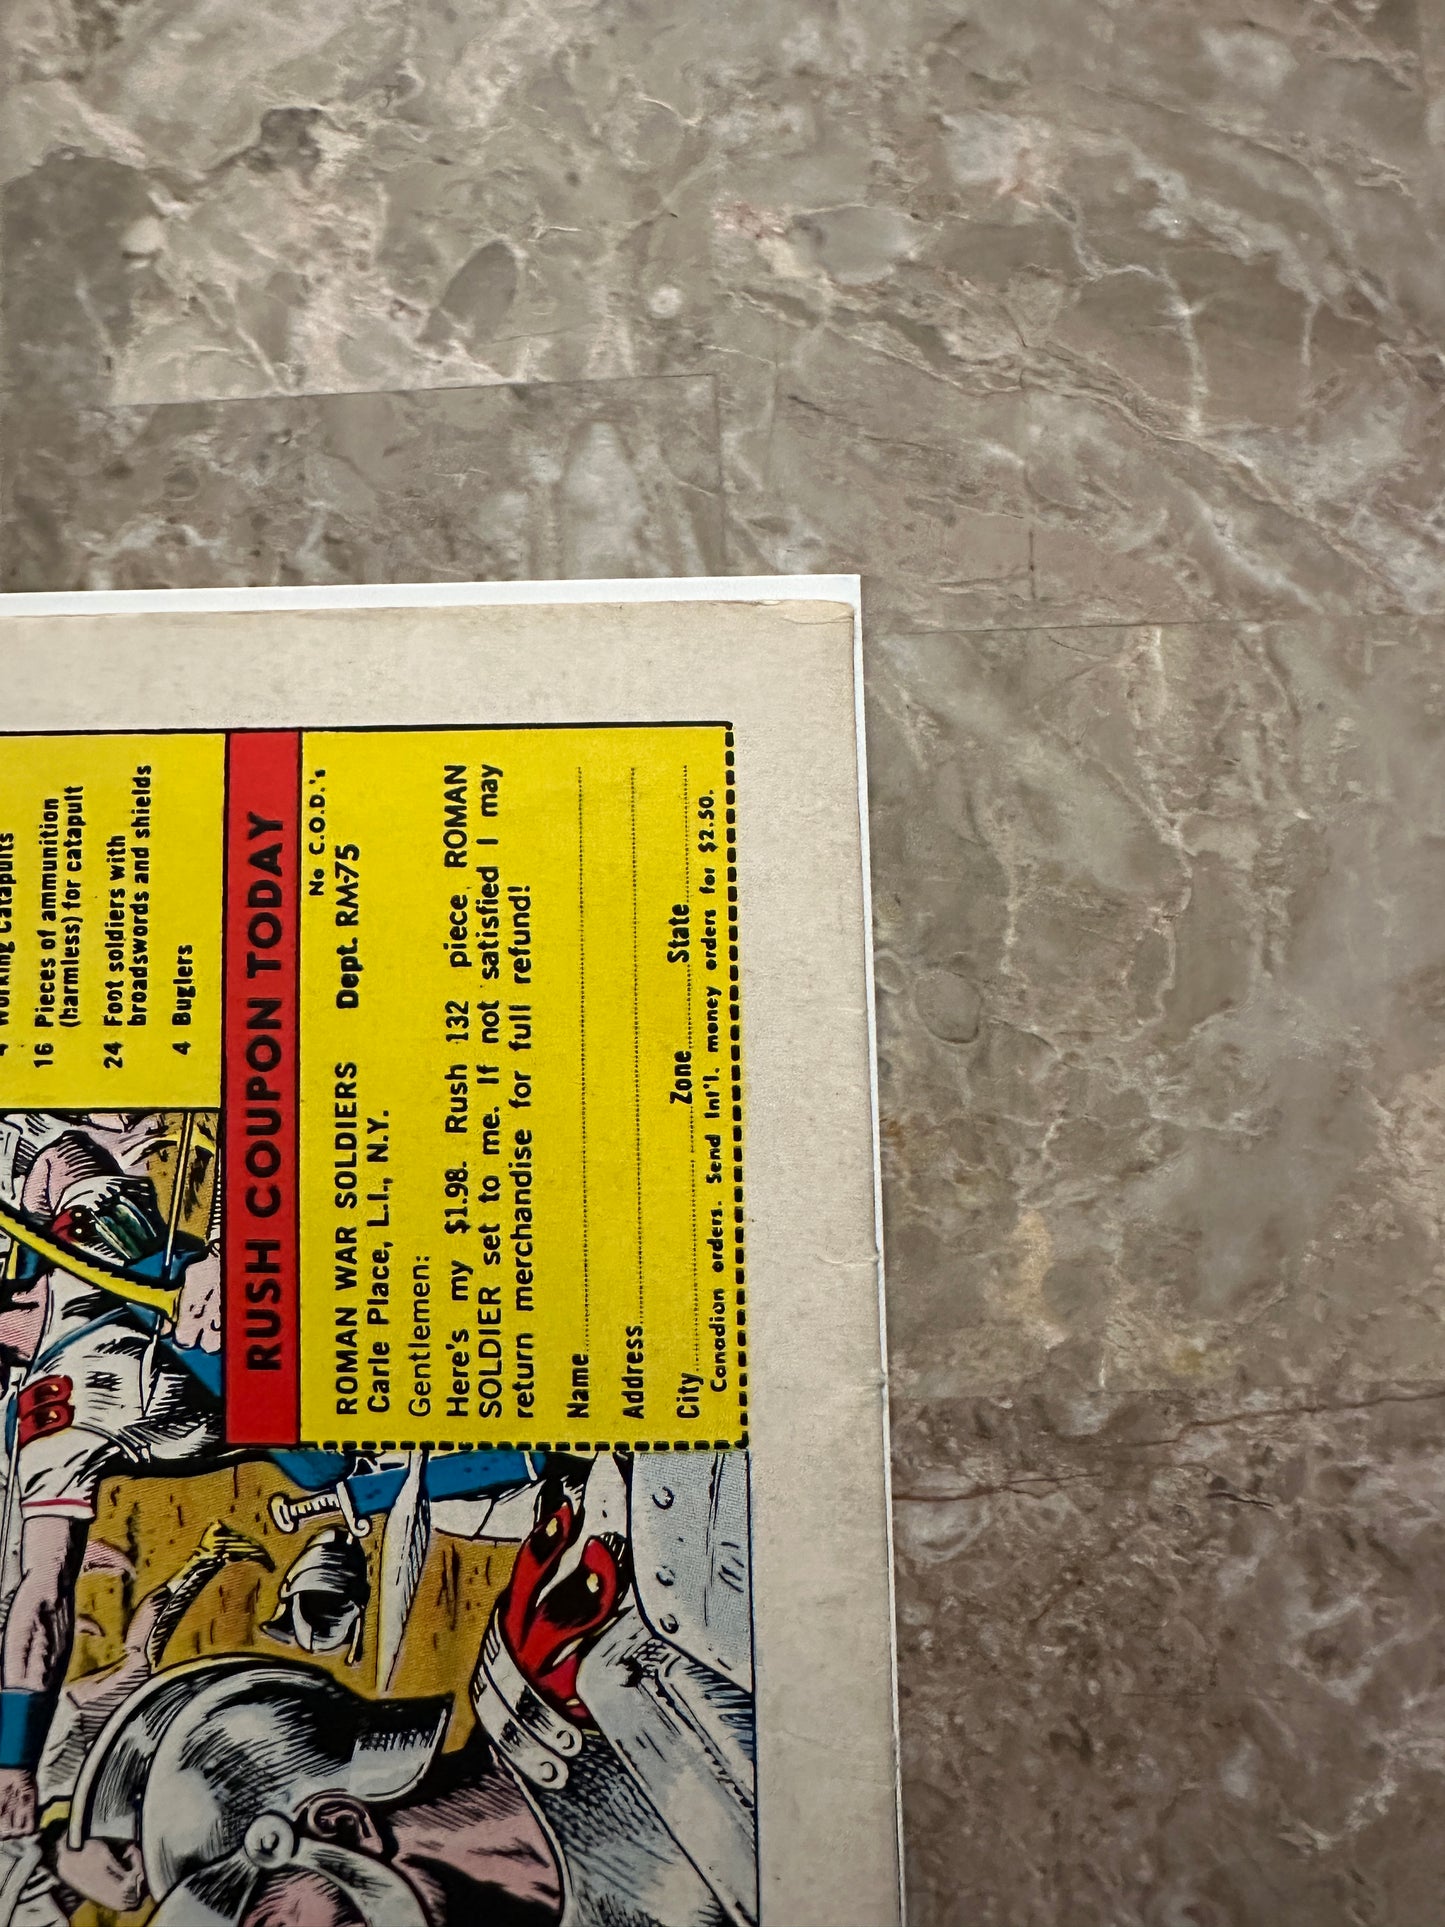 16 Pieces of ammunition
(harmless) for catapult
24 Foot soldiers with
broadswords and shields
4 Buglers
RUSH COUPON TODAY
No C.O.D.'s
ROMAN WAR SOLDIERS Dept. RM-75
Carle Place, L.I., N.Y.
Gentlemen:
Here's my $1.98. Rush 132 piece ROMAN
SOLDIER set to me. If not satisfied I may
return merchandise for full refund!
Name
Address
City Zone State
Canadian orders. Send Int'l. money orders for $2.50.